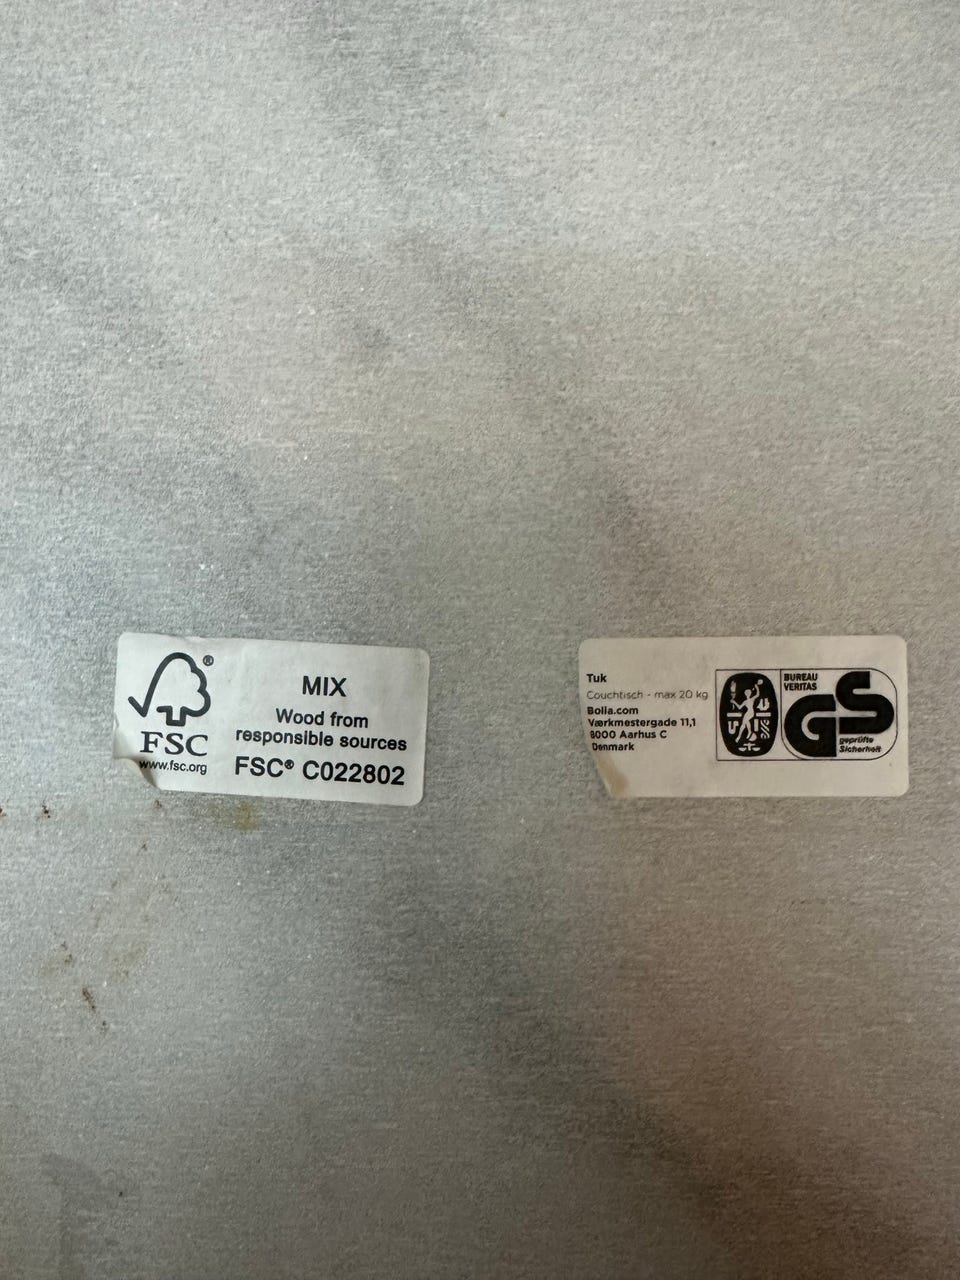 FSC®
www.fsc.org
MIX
Wood from
responsible sources
FSC® C022802
Tuk
Couchtisch - max 20 kg
Bolia.com
Værkmestergade 11,1
8000 Aarhus C
Denmark
BUREAU
VERITAS
GS
geprüfte
Sicherheit